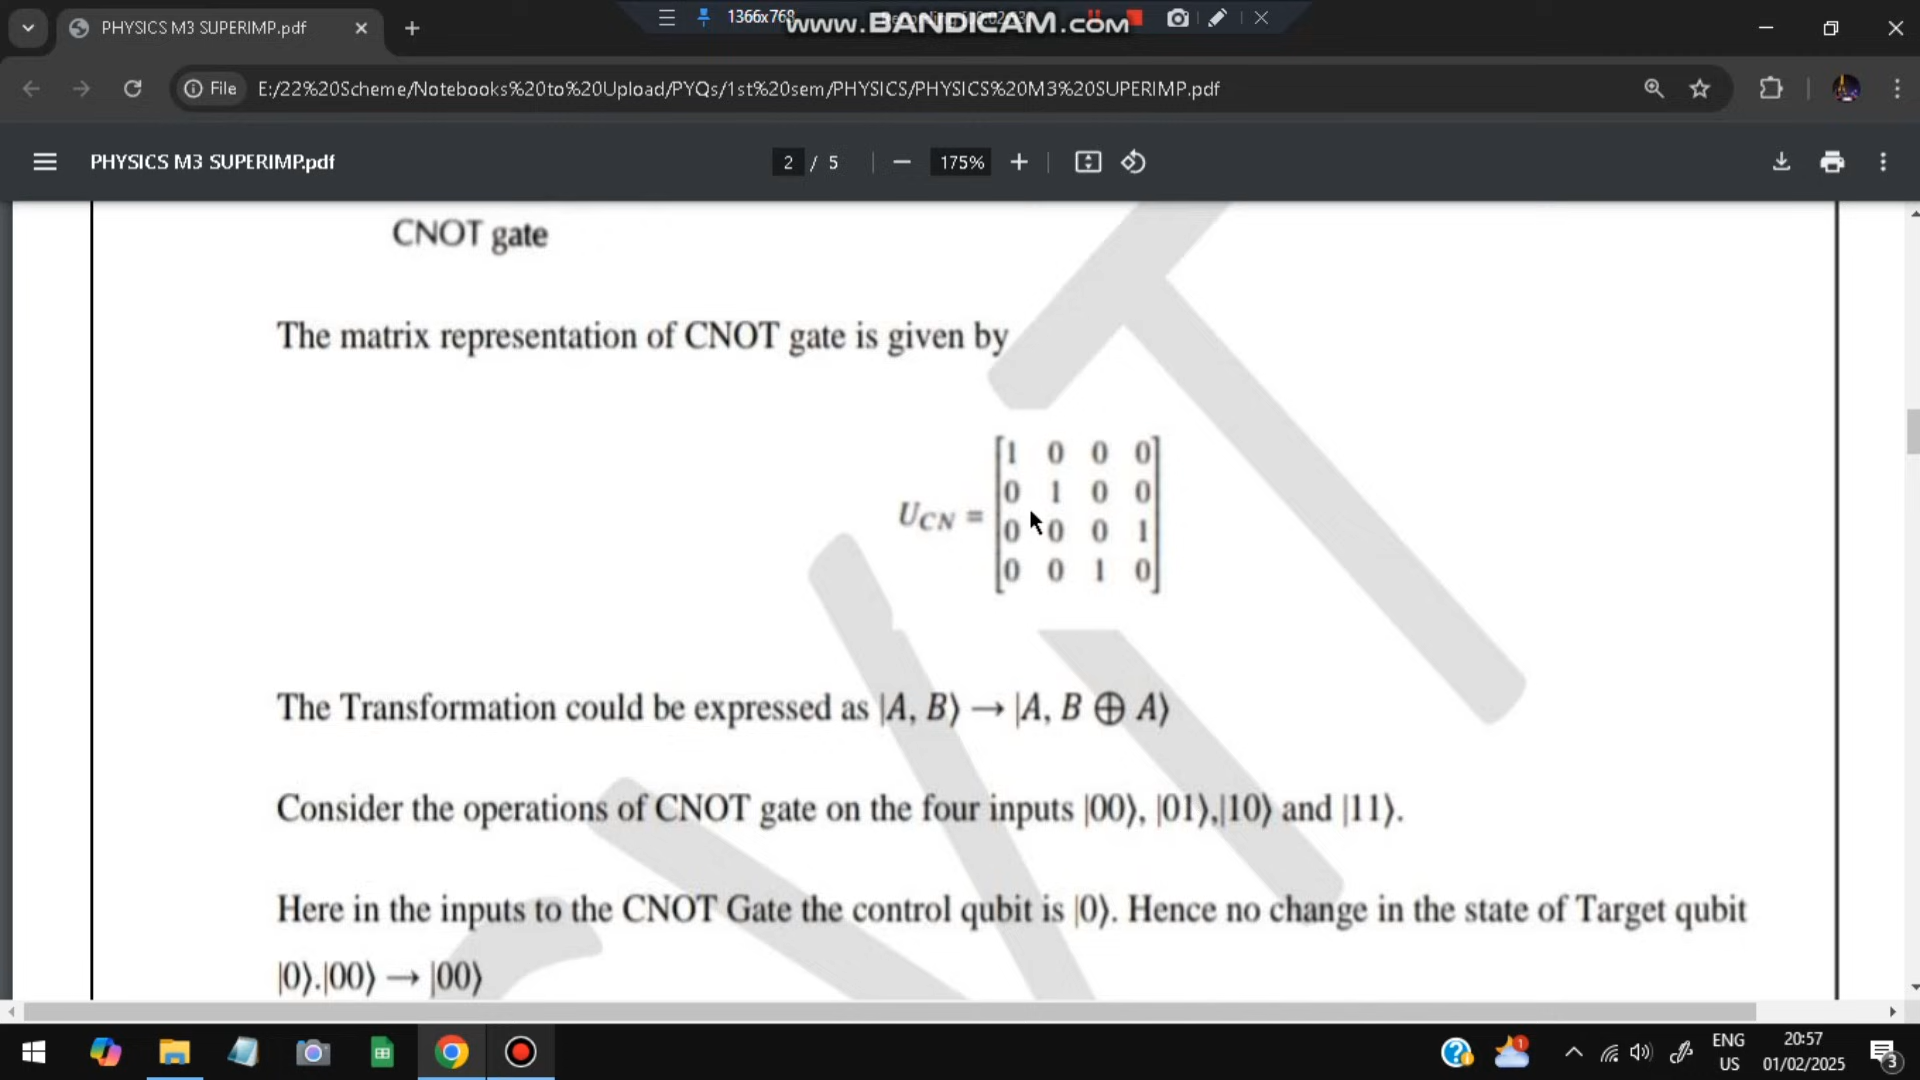 PHYSICS M3 SUPERIMP.pdf
1366x768
www.BANDICAM.com
File
E:/22%20Scheme/Notebooks%20to%20Upload/PYQs/1st%20sem/PHYSICS/PHYSICS%20M3%20SUPERIMP.pdf
PHYSICS M3 SUPERIMP.pdf
2 / 5
175%
CNOT gate
The matrix representation of CNOT gate is given by
1 0 0 0
0 1 0 0
U_CN = 0 0 0 1
0 0 1 0
The Transformation could be expressed as |A, B⟩ → |A, B ⊕ A⟩
Consider the operations of CNOT gate on the four inputs |00⟩, |01⟩,|10⟩ and |11⟩.
Here in the inputs to the CNOT Gate the control qubit is |0⟩. Hence no change in the state of Target qubit
|0⟩.|00⟩ → |00⟩
1
ENG
US
20:57
01/02/2025
3